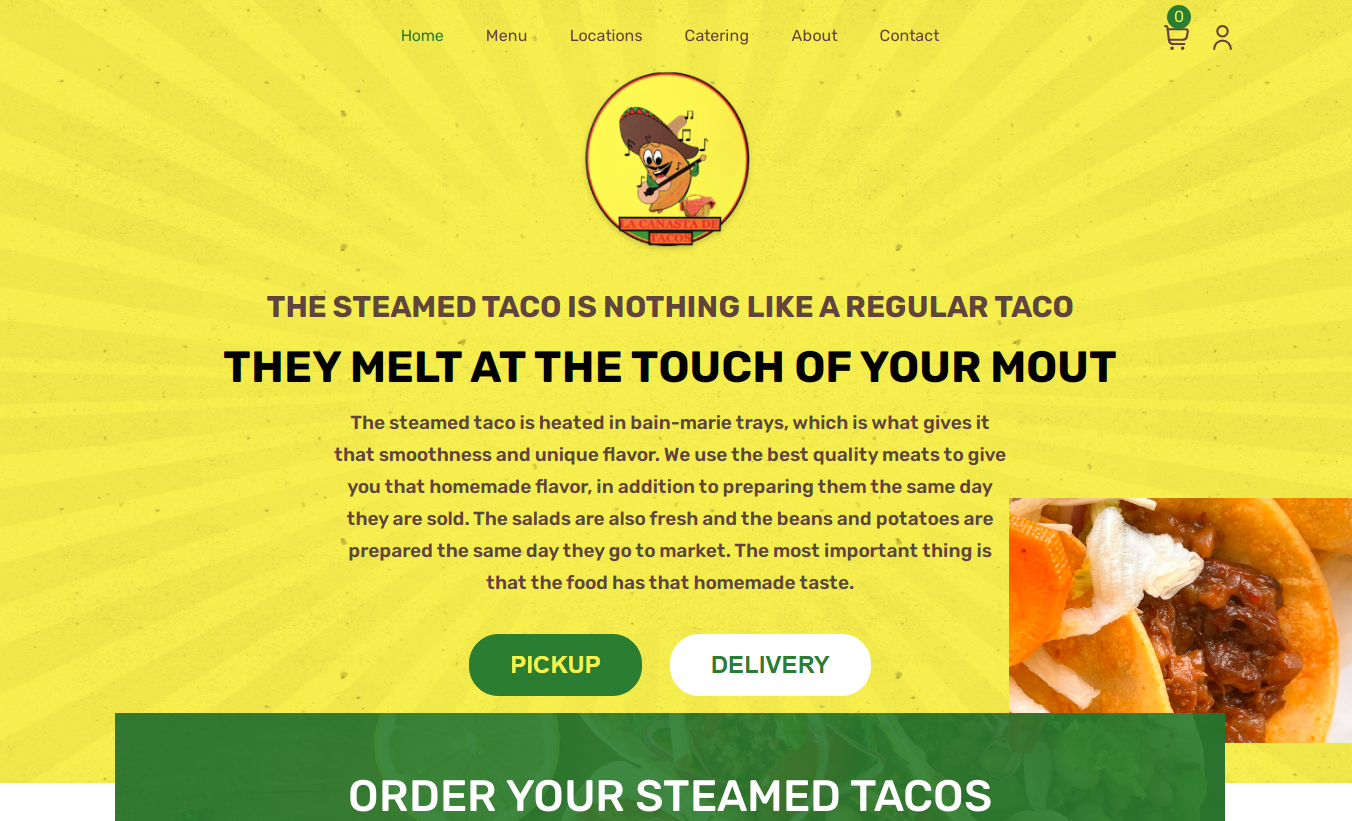 0
Home Menu Locations Catering About Contact
LA CANASTA DE
TACOS
THE STEAMED TACO IS NOTHING LIKE A REGULAR TACO
THEY MELT AT THE TOUCH OF YOUR MOUT
The steamed taco is heated in bain-marie trays, which is what gives it
that smoothness and unique flavor. We use the best quality meats to give
you that homemade flavor, in addition to preparing them the same day
they are sold. The salads are also fresh and the beans and potatoes are
prepared the same day they go to market. The most important thing is
that the food has that homemade taste.
PICKUP DELIVERY
ORDER YOUR STEAMED TACOS